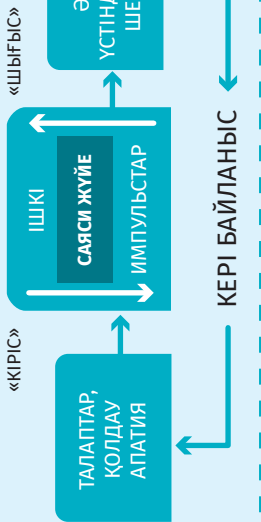 «КІРІС»
«ШЫҒЫС»
ТАЛАПТАР,
ҚОЛДАУ
АПАТИЯ
ІШКІ
САЯСИ ЖҮЙЕ
ИМПУЛЬСТАР
Ә
ҮСТІНД
ШЕ
КЕРІ БАЙЛАНЫС